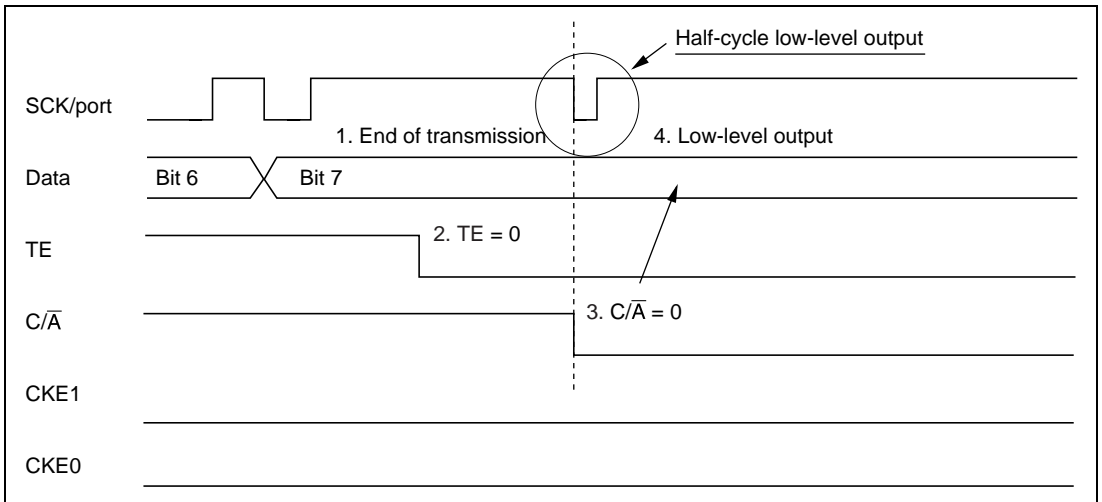 Half-cycle low-level output
SCK/port
1. End of transmission
4. Low-level output
Data
Bit 6
Bit 7
TE
2. TE = 0
C/A̅
3. C/A̅ = 0
CKE1
CKE0